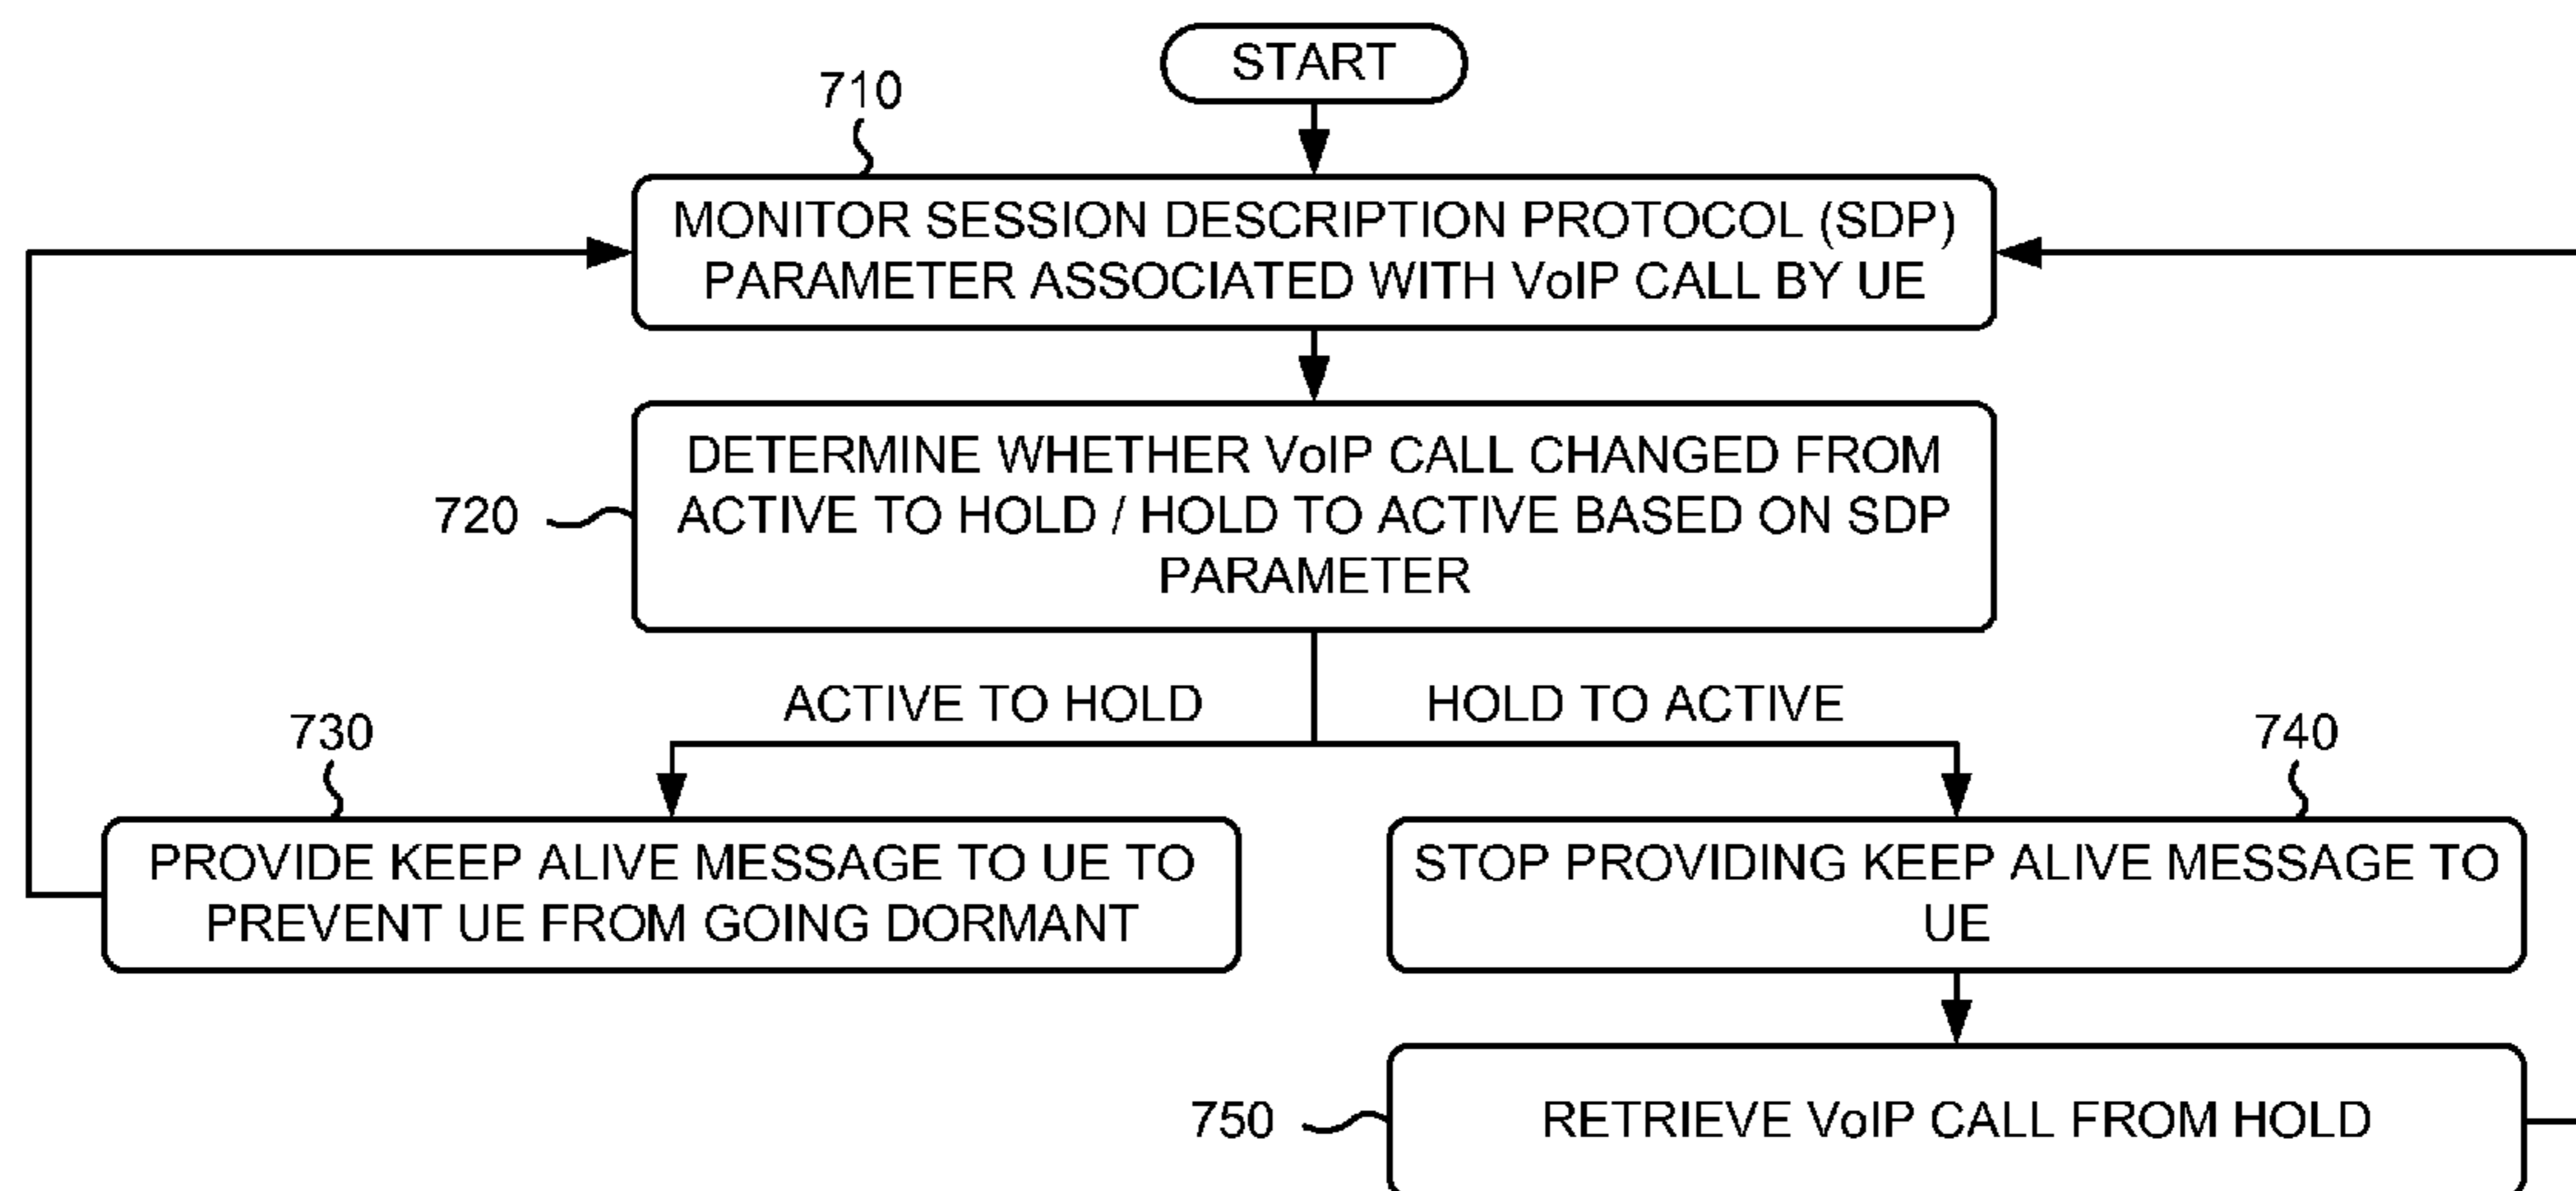 START
710
MONITOR SESSION DESCRIPTION PROTOCOL (SDP)
PARAMETER ASSOCIATED WITH VoIP CALL BY UE
DETERMINE WHETHER VoIP CALL CHANGED FROM
720
ACTIVE TO HOLD / HOLD TO ACTIVE BASED ON SDP
PARAMETER
ACTIVE TO HOLD
HOLD TO ACTIVE
730
740
PROVIDE KEEP ALIVE MESSAGE TO UE TO
PREVENT UE FROM GOING DORMANT
STOP PROVIDING KEEP ALIVE MESSAGE TO
UE
750
RETRIEVE VoIP CALL FROM HOLD